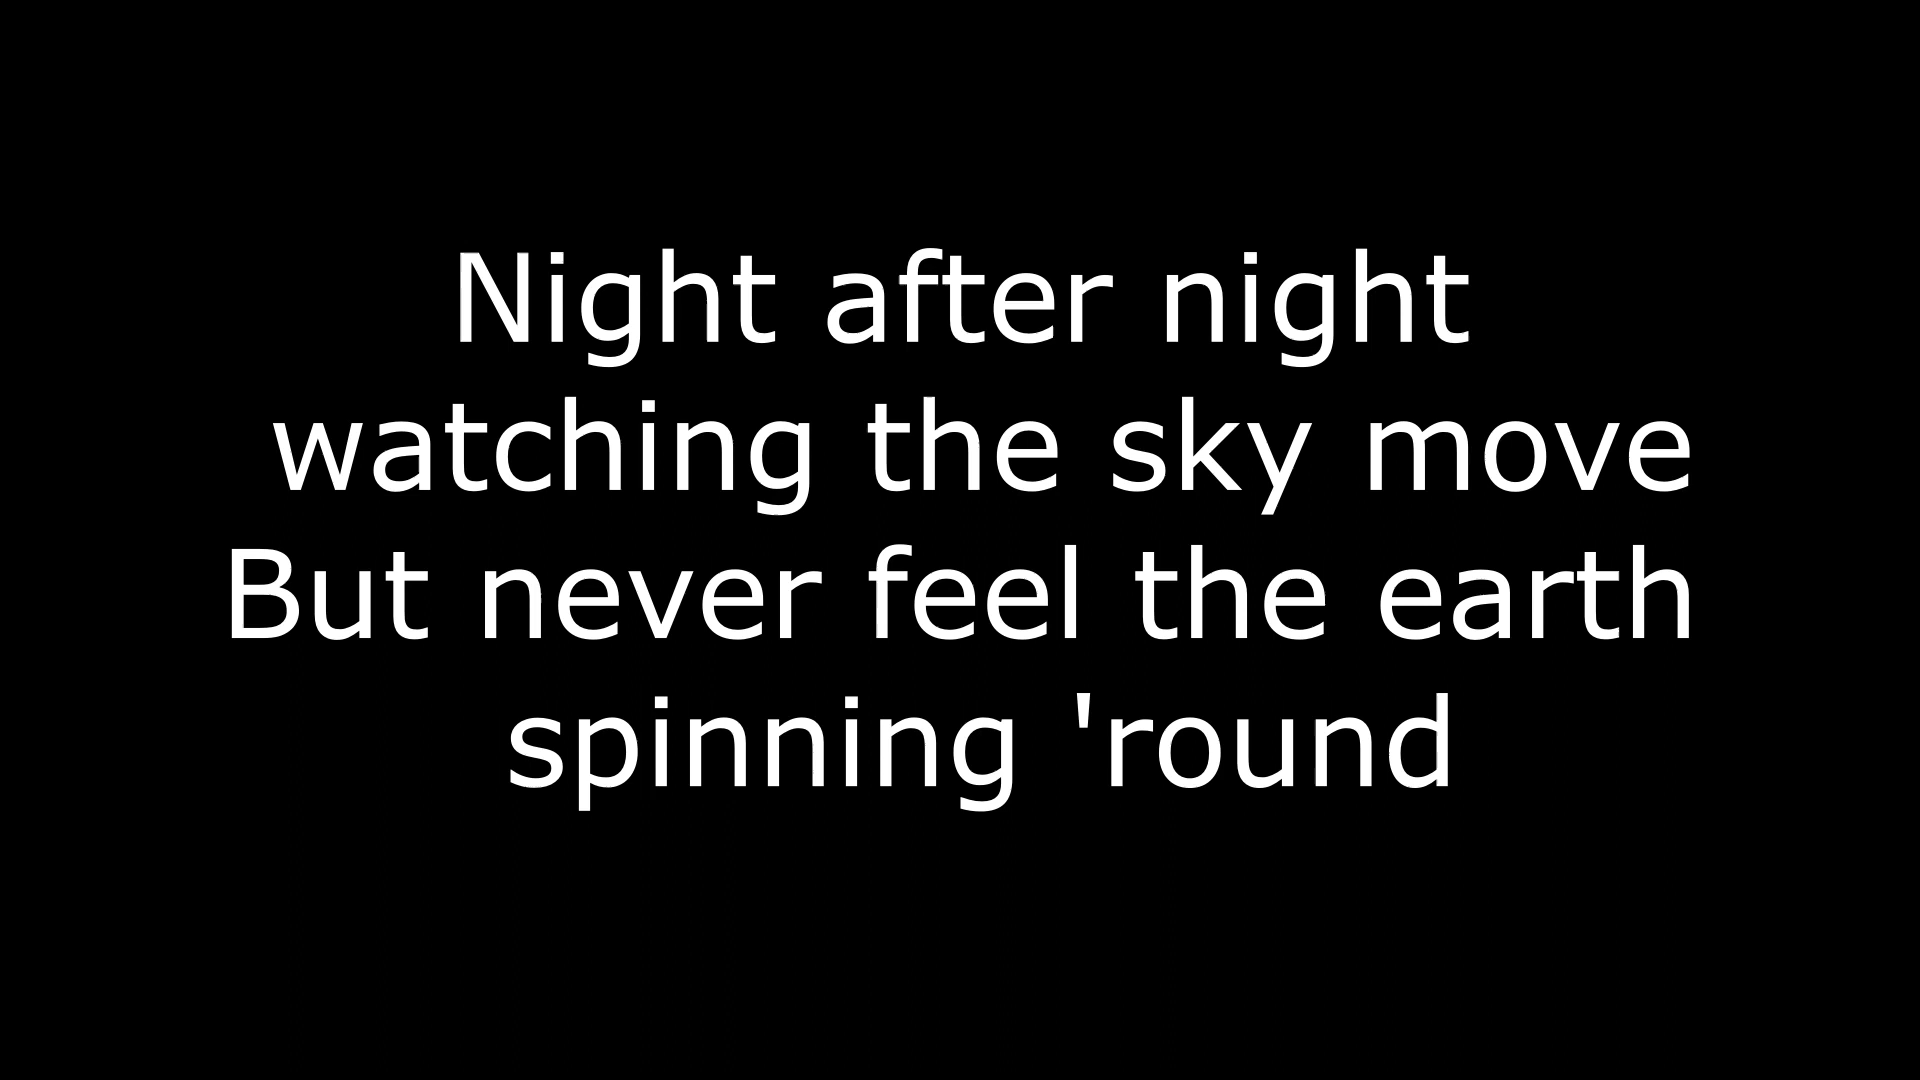 Night after night
watching the sky move
But never feel the earth
spinning 'round